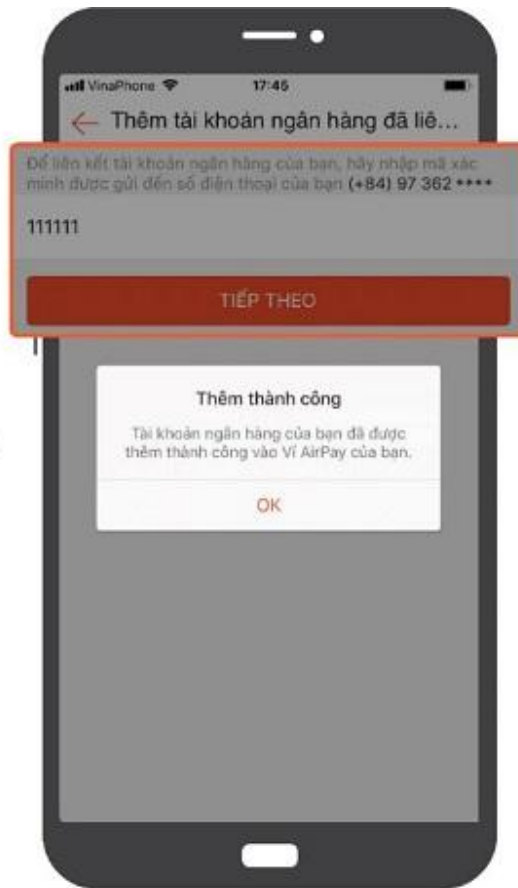 VinaPhone 17:45
Thêm tài khoản ngân hàng đã liê...
Để liên kết tài khoản ngân hàng của bạn, hãy nhập mã xác
minh được gửi đến số điện thoại của bạn (+84) 97 362 ****
111111
TIẾP THEO
Thêm thành công
Tài khoản ngân hàng của bạn đã được
thêm thành công vào Ví AirPay của bạn.
OK